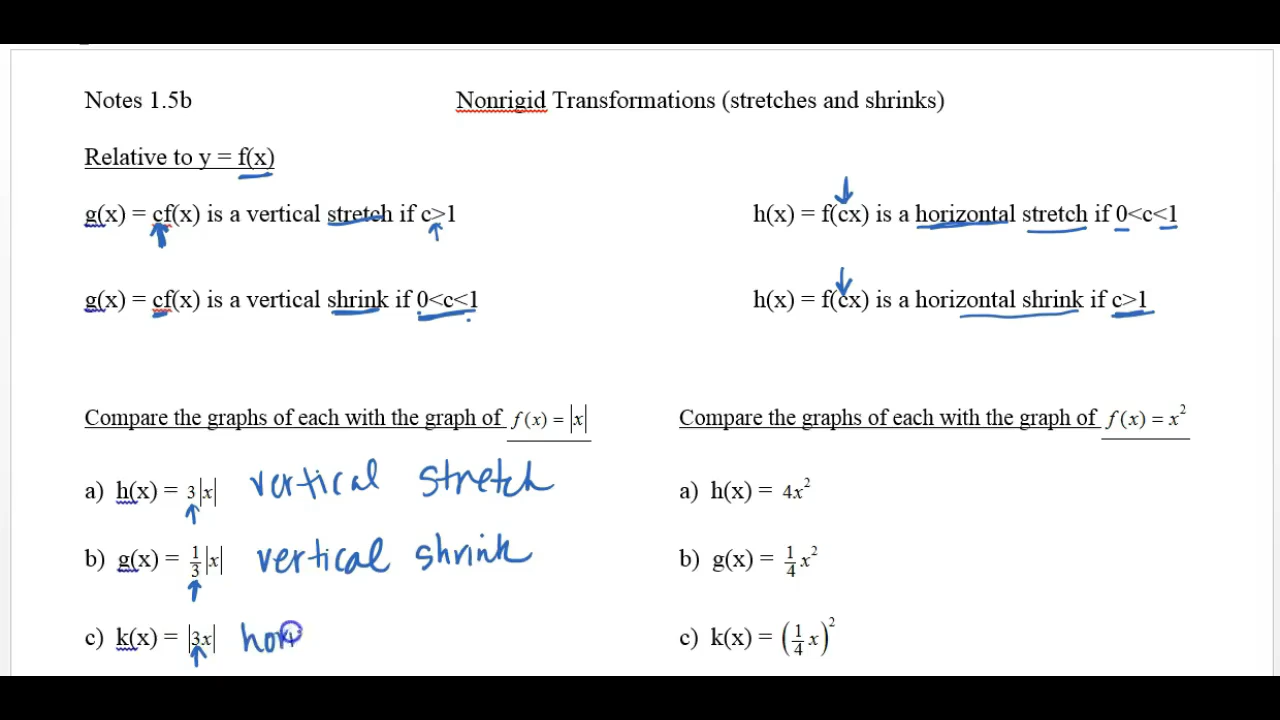 Notes 1.5b Nonrigid Transformations (stretches and shrinks)
Relative to y = f(x)
g(x) = cf(x) is a vertical stretch if c>1 h(x) = f(cx) is a horizontal stretch if 0<c<1
g(x) = cf(x) is a vertical shrink if 0<c<1 h(x) = f(cx) is a horizontal shrink if c>1
Compare the graphs of each with the graph of f(x) = |x| Compare the graphs of each with the graph of f(x) = x²
a) h(x) = 3|x| vertical stretch a) h(x) = 4x²
b) g(x) = 1/3|x| vertical shrink b) g(x) = 1/4 x²
c) k(x) = |3x| c) k(x) = (1/4 x)²